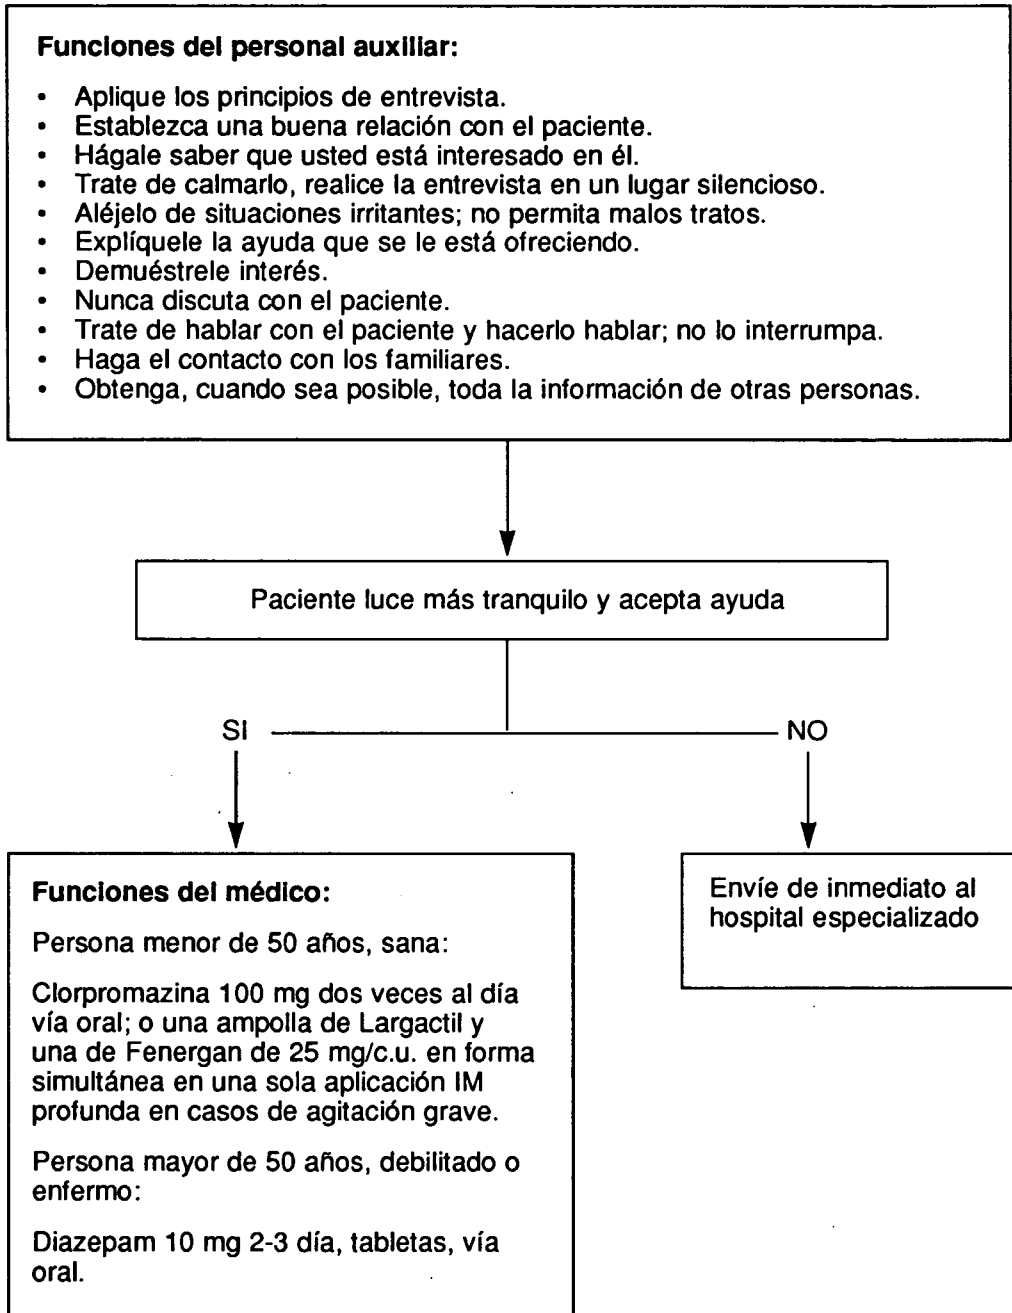 Funciones del personal auxiliar:
• Aplique los principios de entrevista.
• Establezca una buena relación con el paciente.
• Hágale saber que usted está interesado en él.
• Trate de calmarlo, realice la entrevista en un lugar silencioso.
• Aléjelo de situaciones irritantes; no permita malos tratos.
• Explíquele la ayuda que se le está ofreciendo.
• Demuéstrele interés.
• Nunca discuta con el paciente.
• Trate de hablar con el paciente y hacerlo hablar; no lo interrumpa.
• Haga el contacto con los familiares.
• Obtenga, cuando sea posible, toda la información de otras personas.
Paciente luce más tranquilo y acepta ayuda
SI
NO
Funciones del médico:
Persona menor de 50 años, sana:
Clorpromazina 100 mg dos veces al día
vía oral; o una ampolla de Largactil y
una de Fenergan de 25 mg/c.u. en forma
simultánea en una sola aplicación IM
profunda en casos de agitación grave.
Persona mayor de 50 años, debilitado o
enfermo:
Diazepam 10 mg 2-3 día, tabletas, vía
oral.
Envíe de inmediato al
hospital especializado